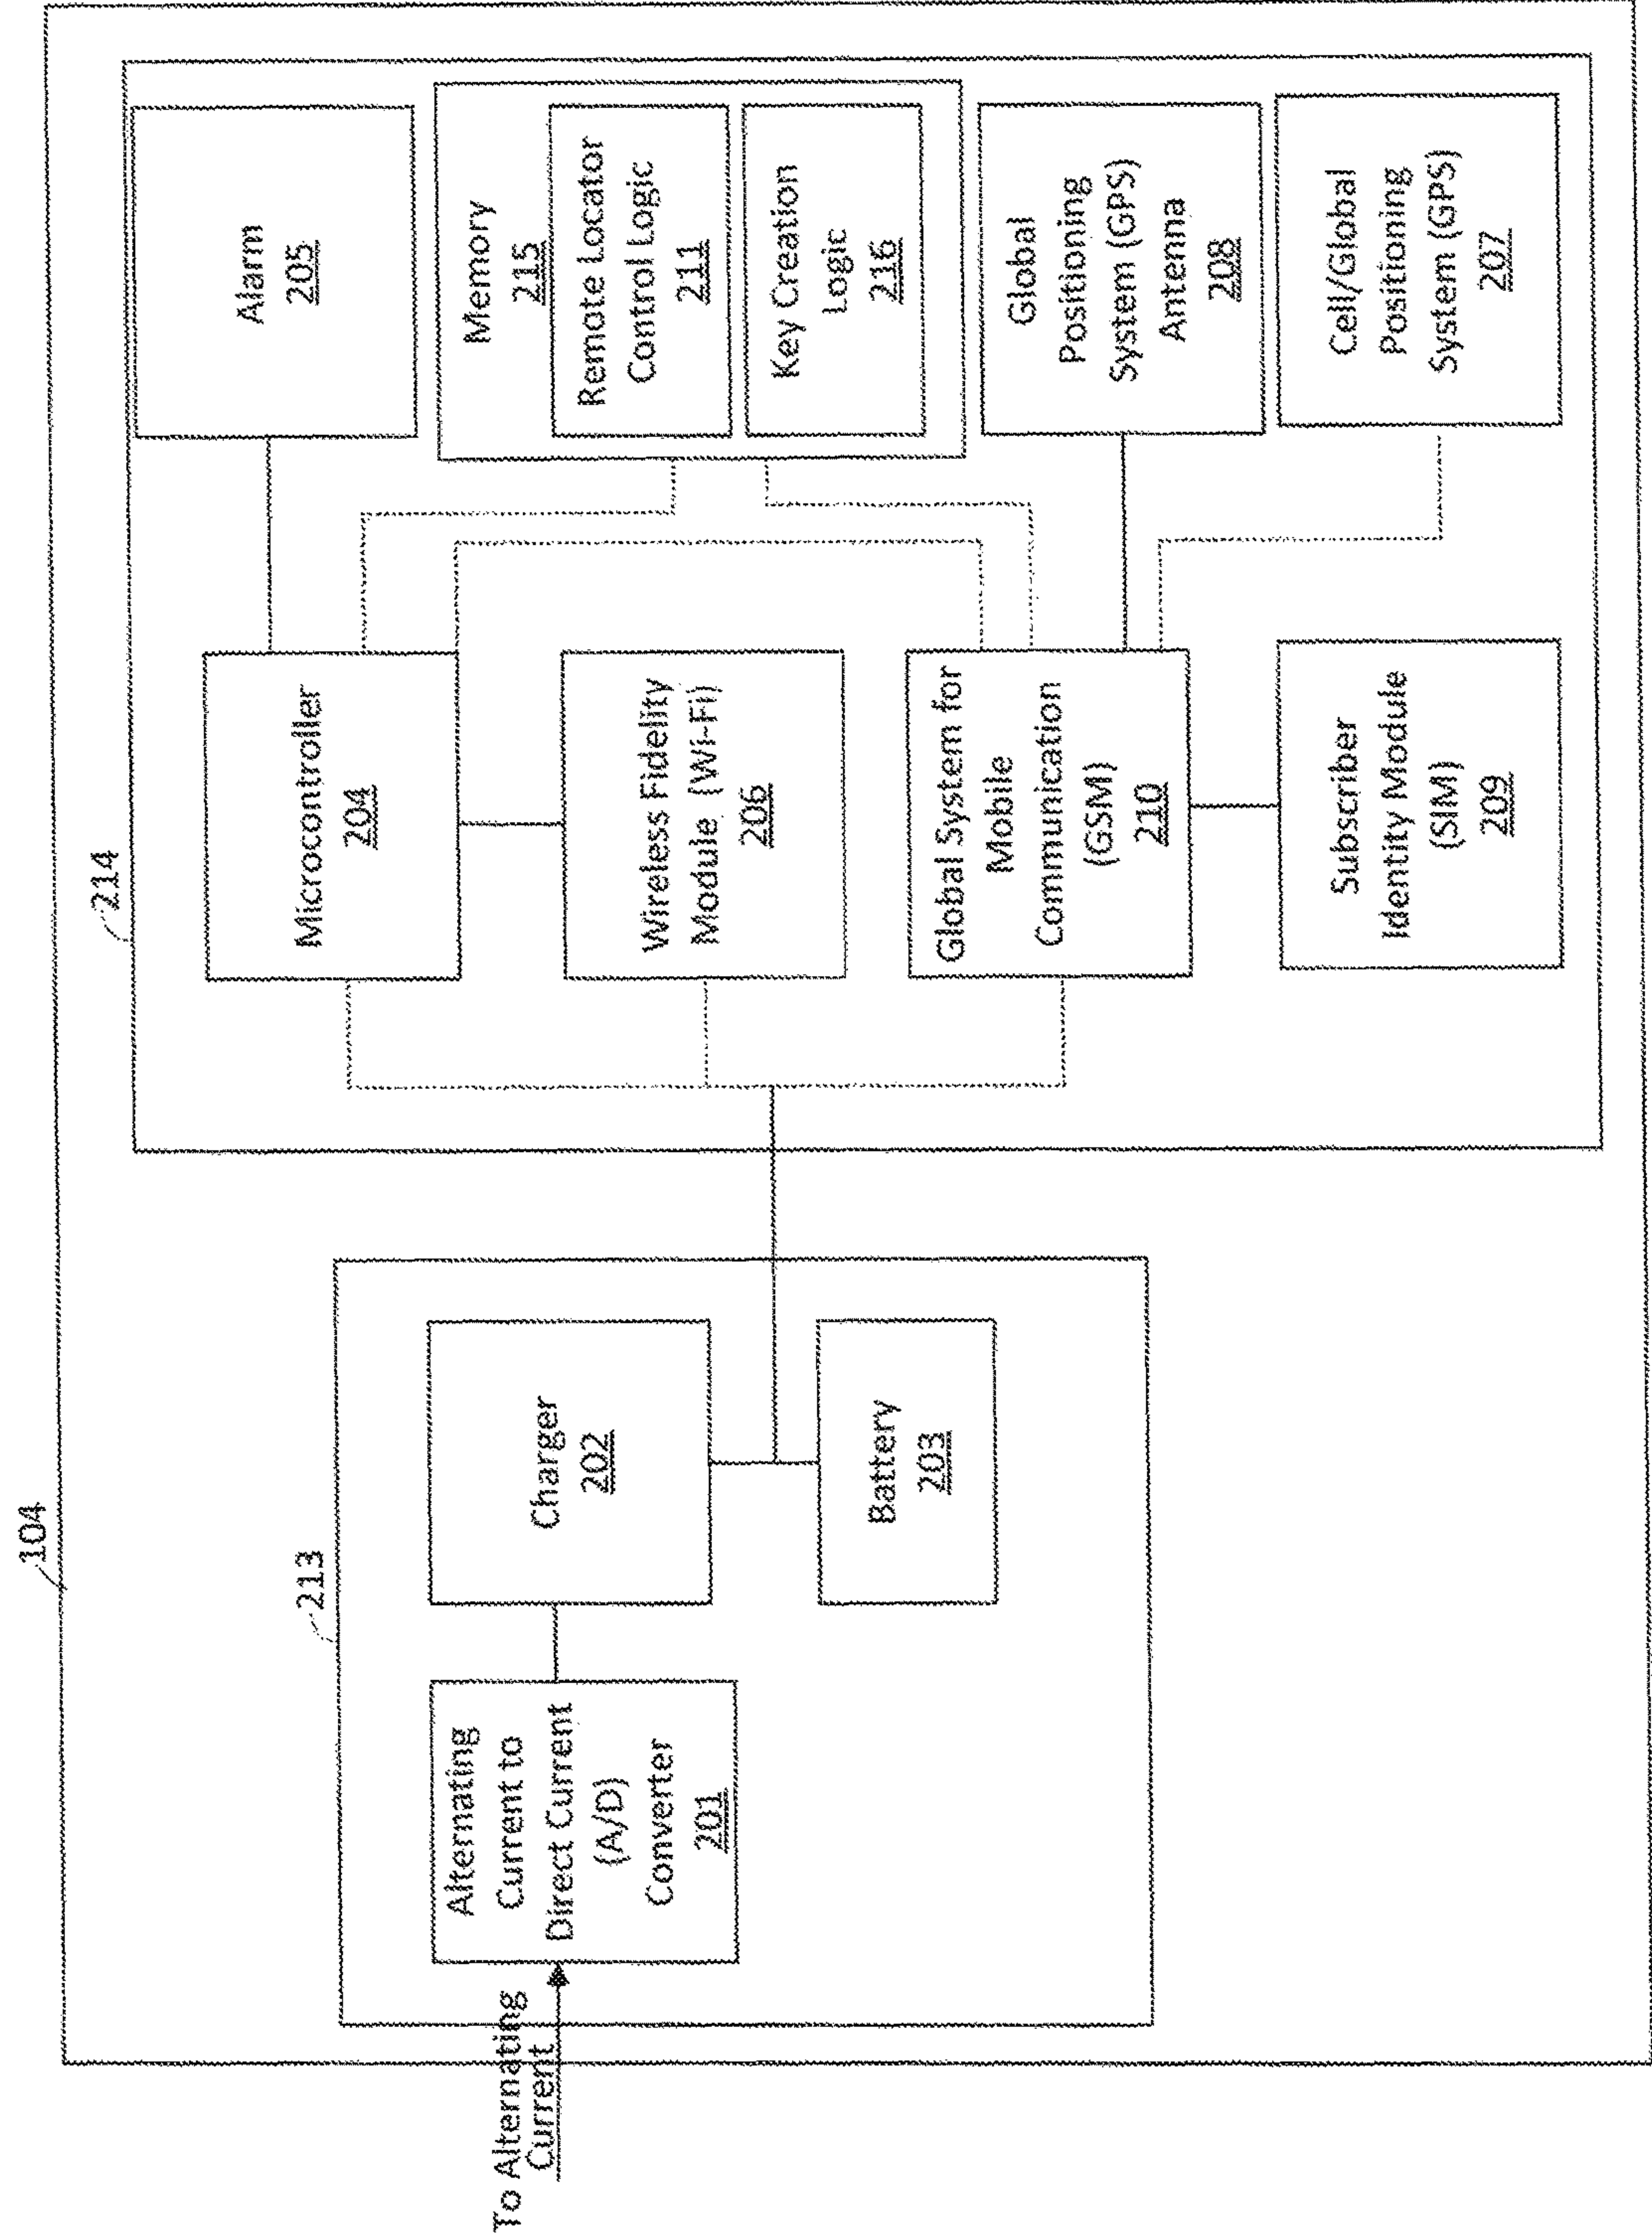 104
213
214
To Alternating
Current
Alternating
Current to
Direct Current
(A/D)
Converter
201
Charger
202
Battery
203
Microcontroller
204
Wireless Fidelity
Module (Wi-Fi)
206
Global System for
Mobile
Communication
(GSM)
210
Subscriber
Identity Module
(SIM)
209
Alarm
205
Memory
215
Remote Locator
Control Logic
211
Key Creation
Logic
216
Global
Positioning
System (GPS)
Antenna
208
Cell/Global
Positioning
System (GPS)
207